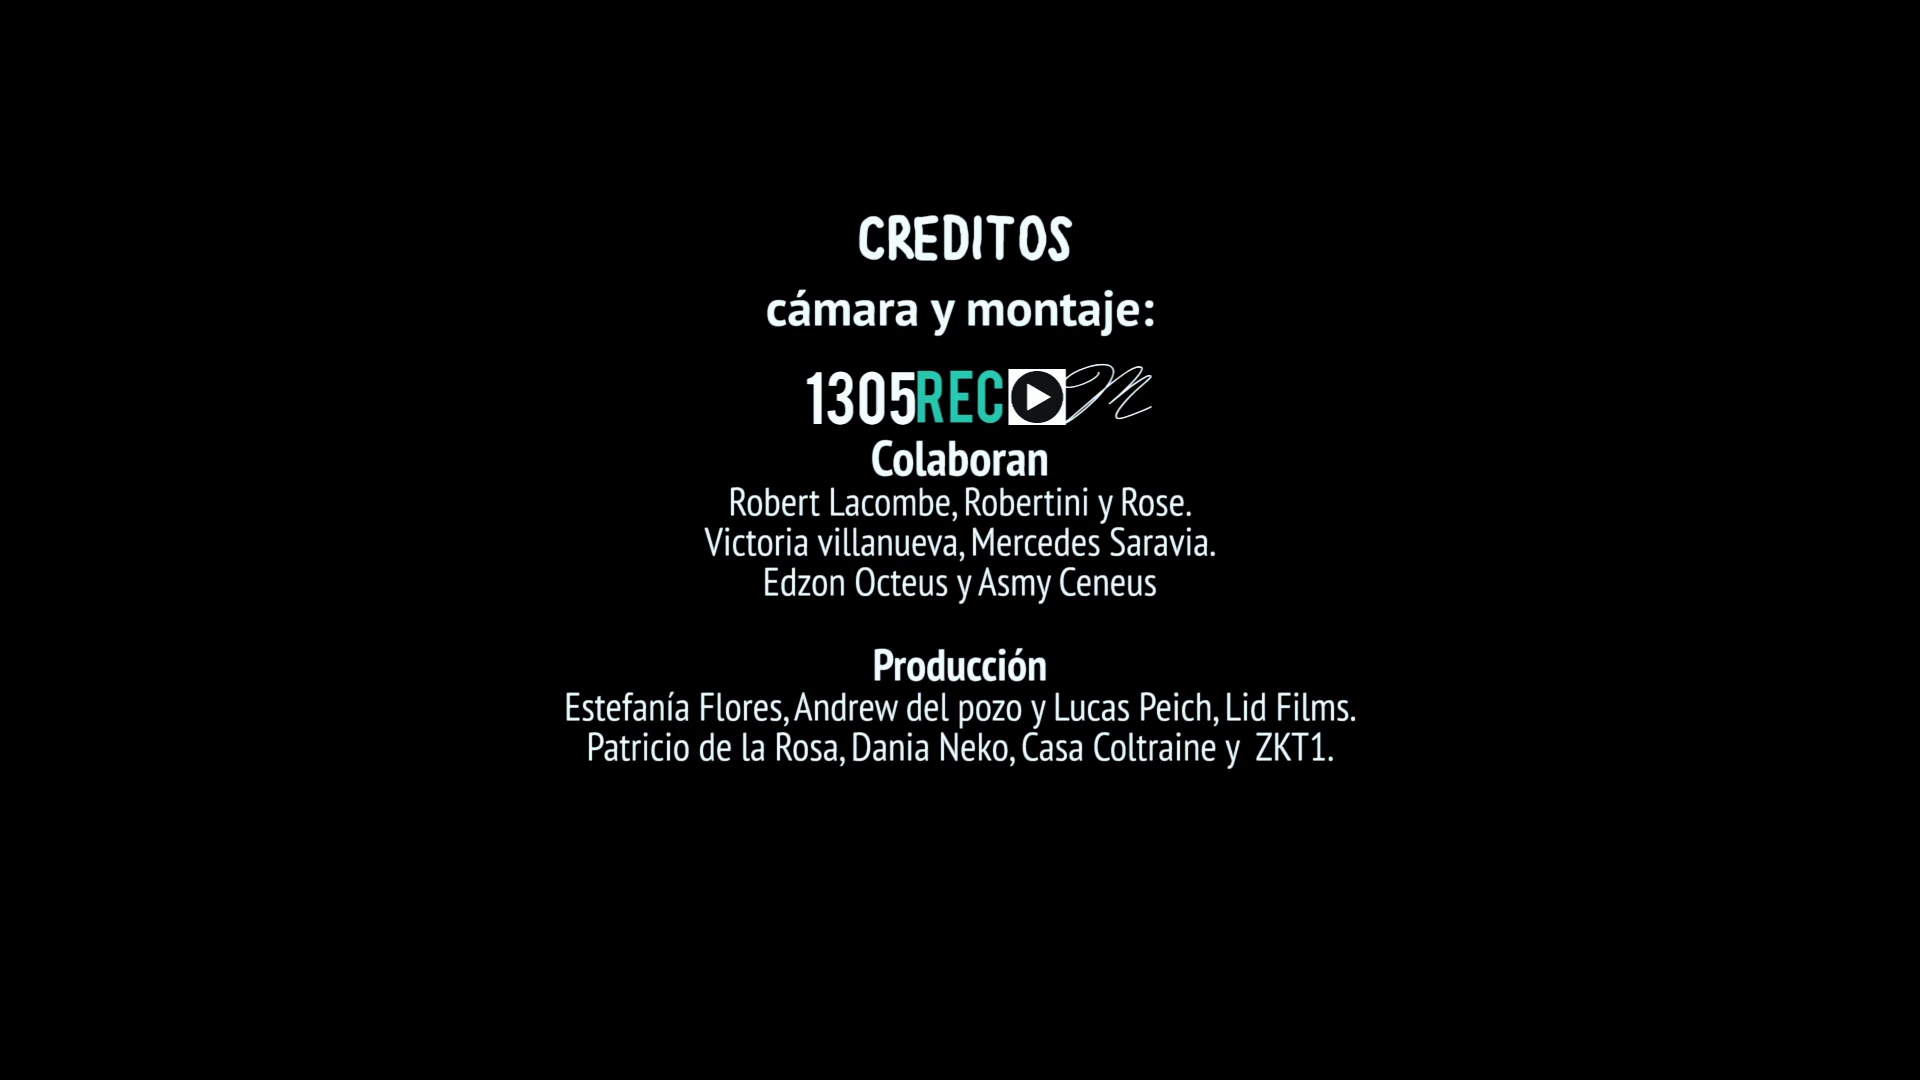 CREDITOS
cámara y montaje:
1305REC M
Colaboran
Robert Lacombe, Robertini y Rose.
Victoria villanueva, Mercedes Saravia.
Edzon Octeus y Asmy Ceneus
Producción
Estefanía Flores, Andrew del pozo y Lucas Peich, Lid Films.
Patricio de la Rosa, Dania Neko, Casa Coltraine y ZKT1.